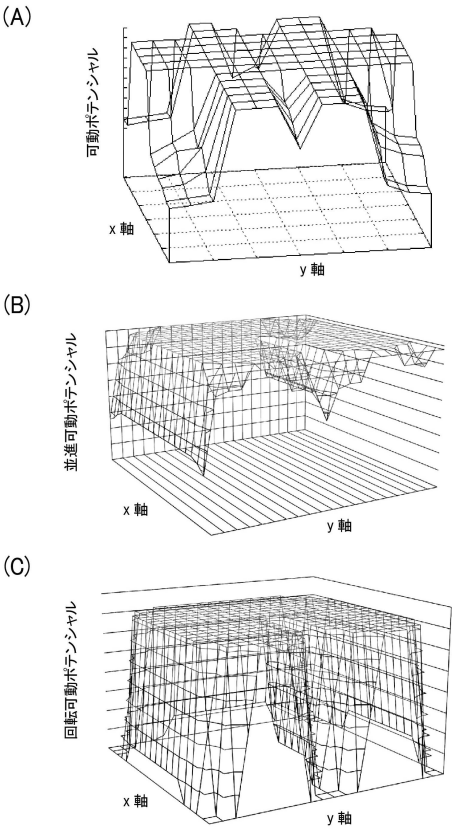 (A)
可動ポテンシャル
x 軸
y 軸
(B)
並進可動ポテンシャル
x 軸
y 軸
(C)
回転可動ポテンシャル
x 軸
y 軸